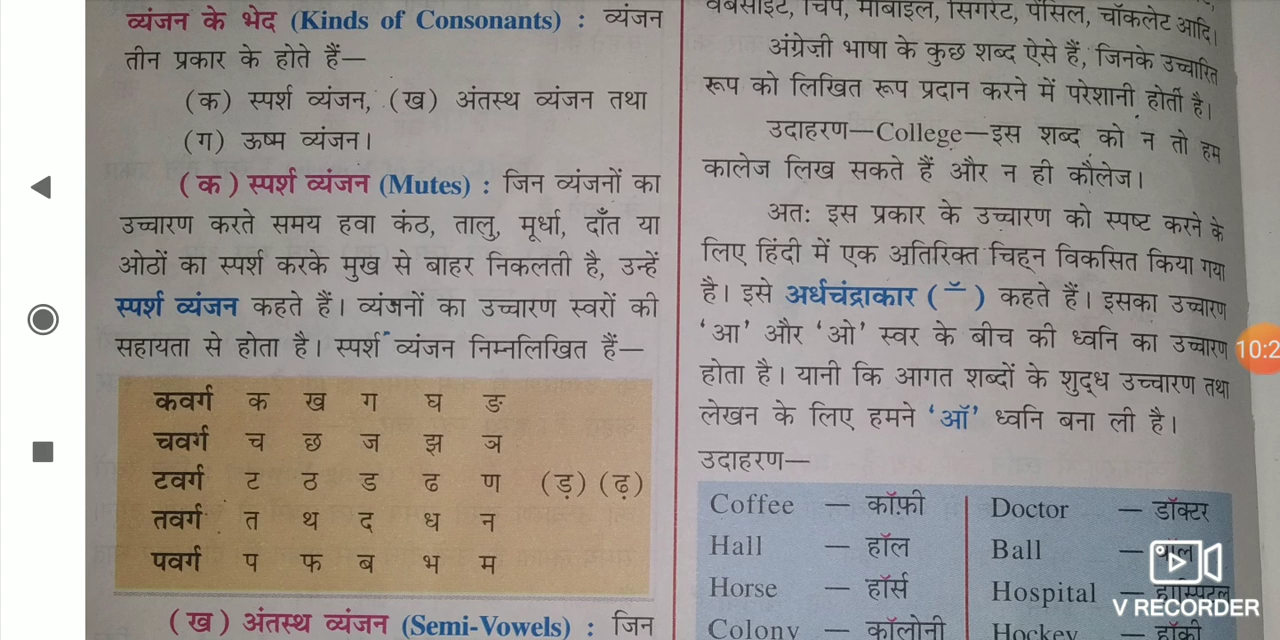 व्यंजन के भेद (Kinds of Consonants) : व्यंजन
तीन प्रकार के होते हैं—
(क) स्पर्श व्यंजन, (ख) अंतस्थ व्यंजन तथा
(ग) ऊष्म व्यंजन।
(क) स्पर्श व्यंजन (Mutes) : जिन व्यंजनों का
उच्चारण करते समय हवा कंठ, तालु, मूर्धा, दाँत या
ओठों का स्पर्श करके मुख से बाहर निकलती है, उन्हें
स्पर्श व्यंजन कहते हैं। व्यंजनों का उच्चारण स्वरों की
सहायता से होता है। स्पर्श व्यंजन निम्नलिखित हैं—
कवर्ग क ख ग घ ङ
चवर्ग च छ ज झ ञ
टवर्ग ट ठ ड ढ ण (ड़) (ढ़)
तवर्ग त थ द ध न
पवर्ग प फ ब भ म
(ख) अंतस्थ व्यंजन (Semi-Vowels) : जिन
वेबसाइट, चिप, मोबाइल, सिगरेट, पेंसिल, चॉकलेट आदि।
अंग्रेज़ी भाषा के कुछ शब्द ऐसे हैं, जिनके उच्चारित
रूप को लिखित रूप प्रदान करने में परेशानी होती है।
उदाहरण—College—इस शब्द को न तो हम
कालेज लिख सकते हैं और न ही कौलेज।
अतः इस प्रकार के उच्चारण को स्पष्ट करने के
लिए हिंदी में एक अतिरिक्त चिह्न विकसित किया गया
है। इसे अर्धचंद्राकार (ॅ) कहते हैं। इसका उच्चारण
‘आ’ और ‘ओ’ स्वर के बीच की ध्वनि का उच्चारण
होता है। यानी कि आगत शब्दों के शुद्ध उच्चारण तथा
लेखन के लिए हमने ‘ऑ’ ध्वनि बना ली है।
उदाहरण—
Coffee — कॉफ़ी Doctor — डॉक्टर
Hall — हॉल Ball — बॉल
Horse — हॉर्स Hospital — हॉस्पिटल
Colony — कॉलोनी Hockey — हॉकी
10:2
V RECORDER